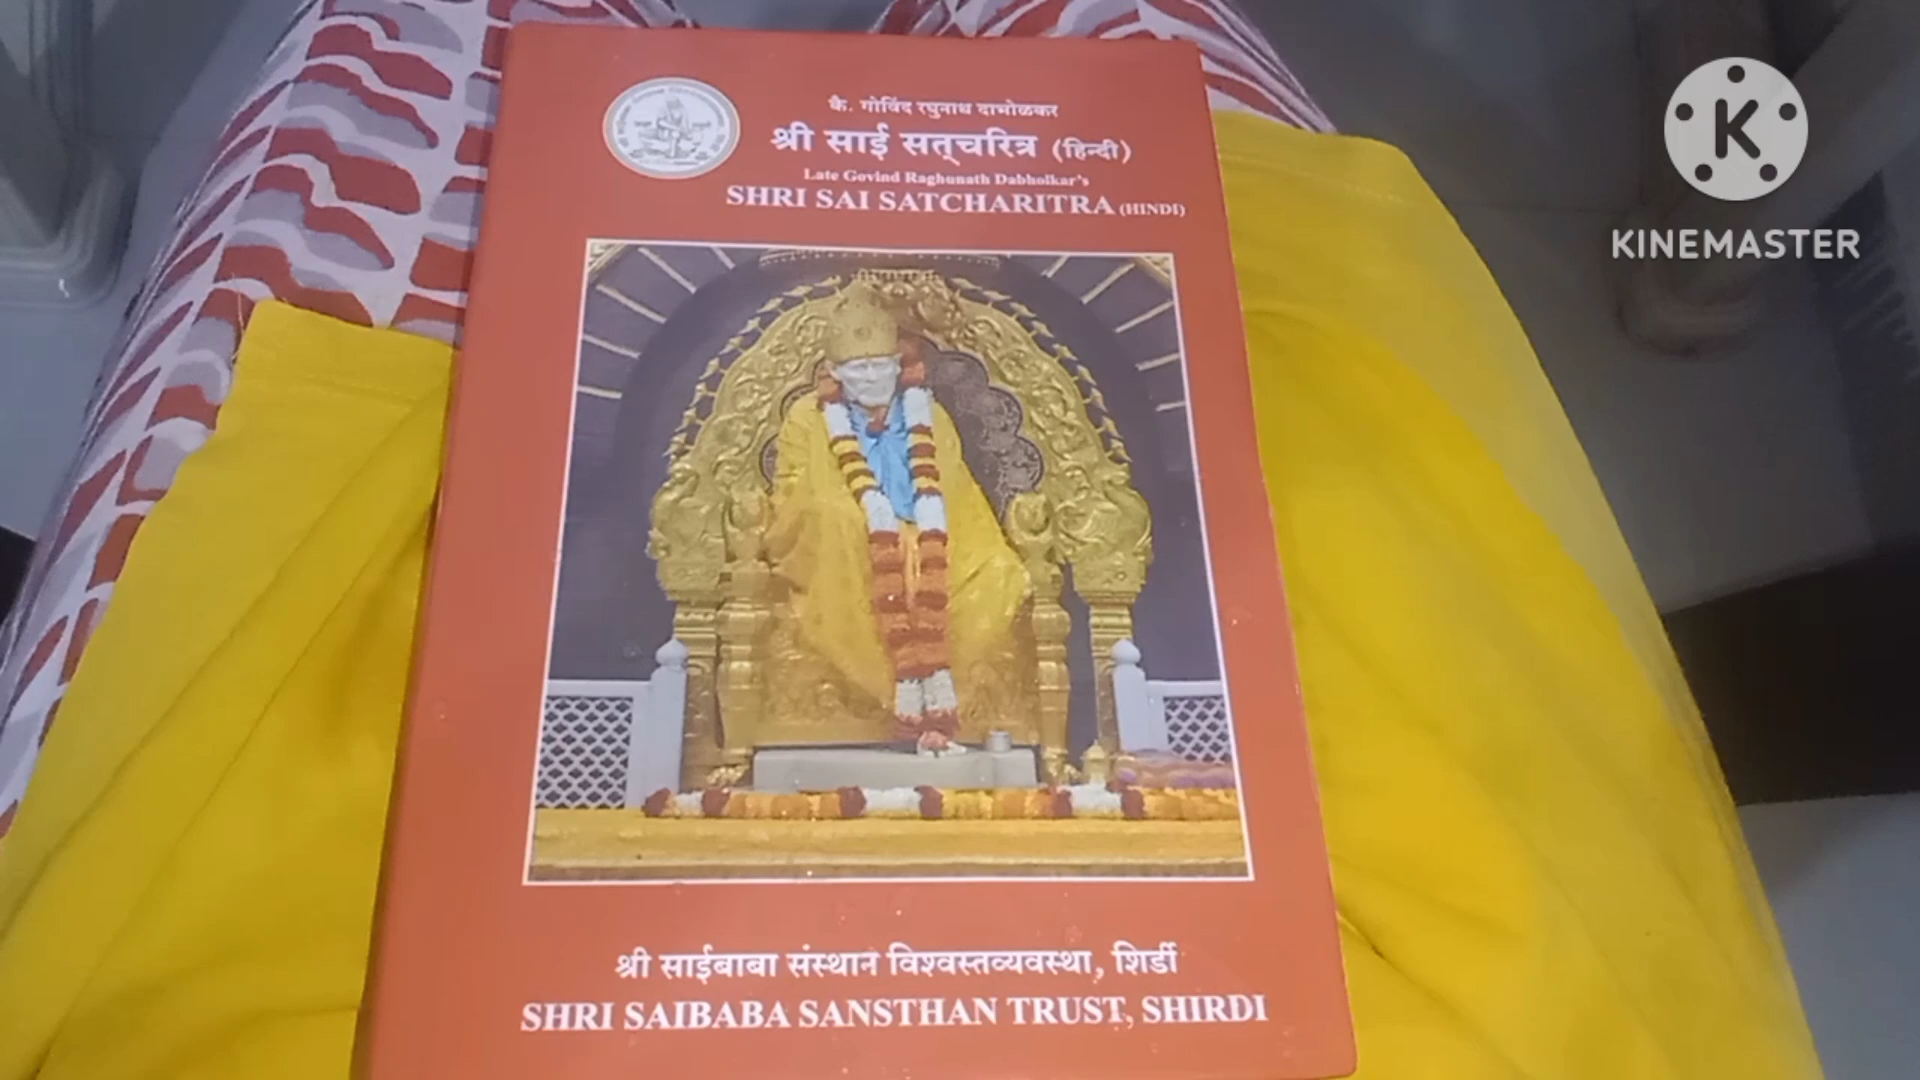 कै. गोविंद रघुनाथ दाभोळकर
श्री साई सत्‌चरित्र (हिन्दी)
Late Govind Raghunath Dabholkar's
SHRI SAI SATCHARITRA (HINDI)
श्री साईबाबा संस्थान विश्वस्तव्यवस्था, शिर्डी
SHRI SAIBABA SANSTHAN TRUST, SHIRDI
K
KINEMASTER